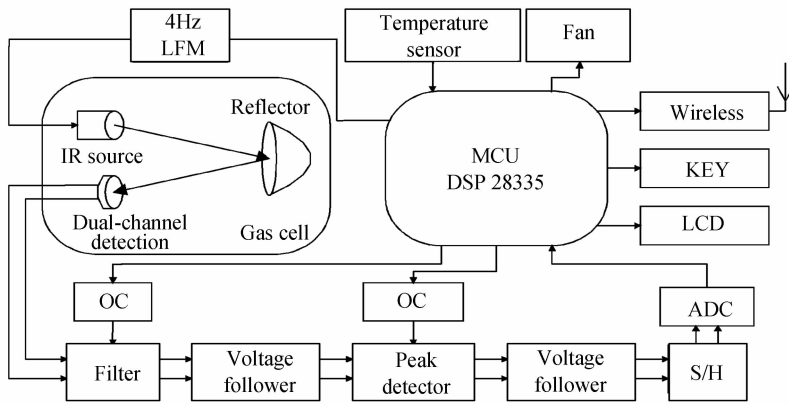 4Hz
LFM
Temperature
sensor
Fan
Reflector
IR source
Dual-channel
detection
Gas cell
MCU
DSP 28335
Wireless
KEY
LCD
OC
OC
ADC
Filter
Voltage
follower
Peak
detector
Voltage
follower
S/H